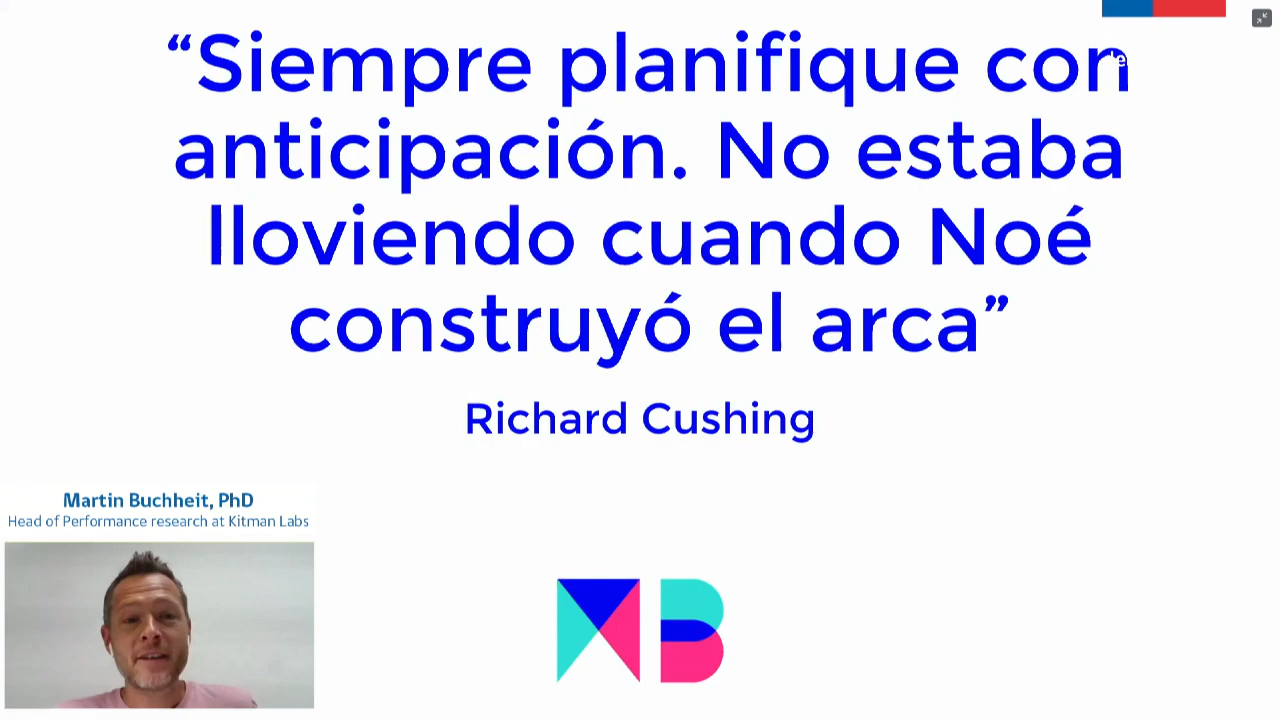 “Siempre planifique con
anticipación. No estaba
lloviendo cuando Noé
construyó el arca”
Richard Cushing
Martin Buchheit, PhD
Head of Performance research at Kitman Labs